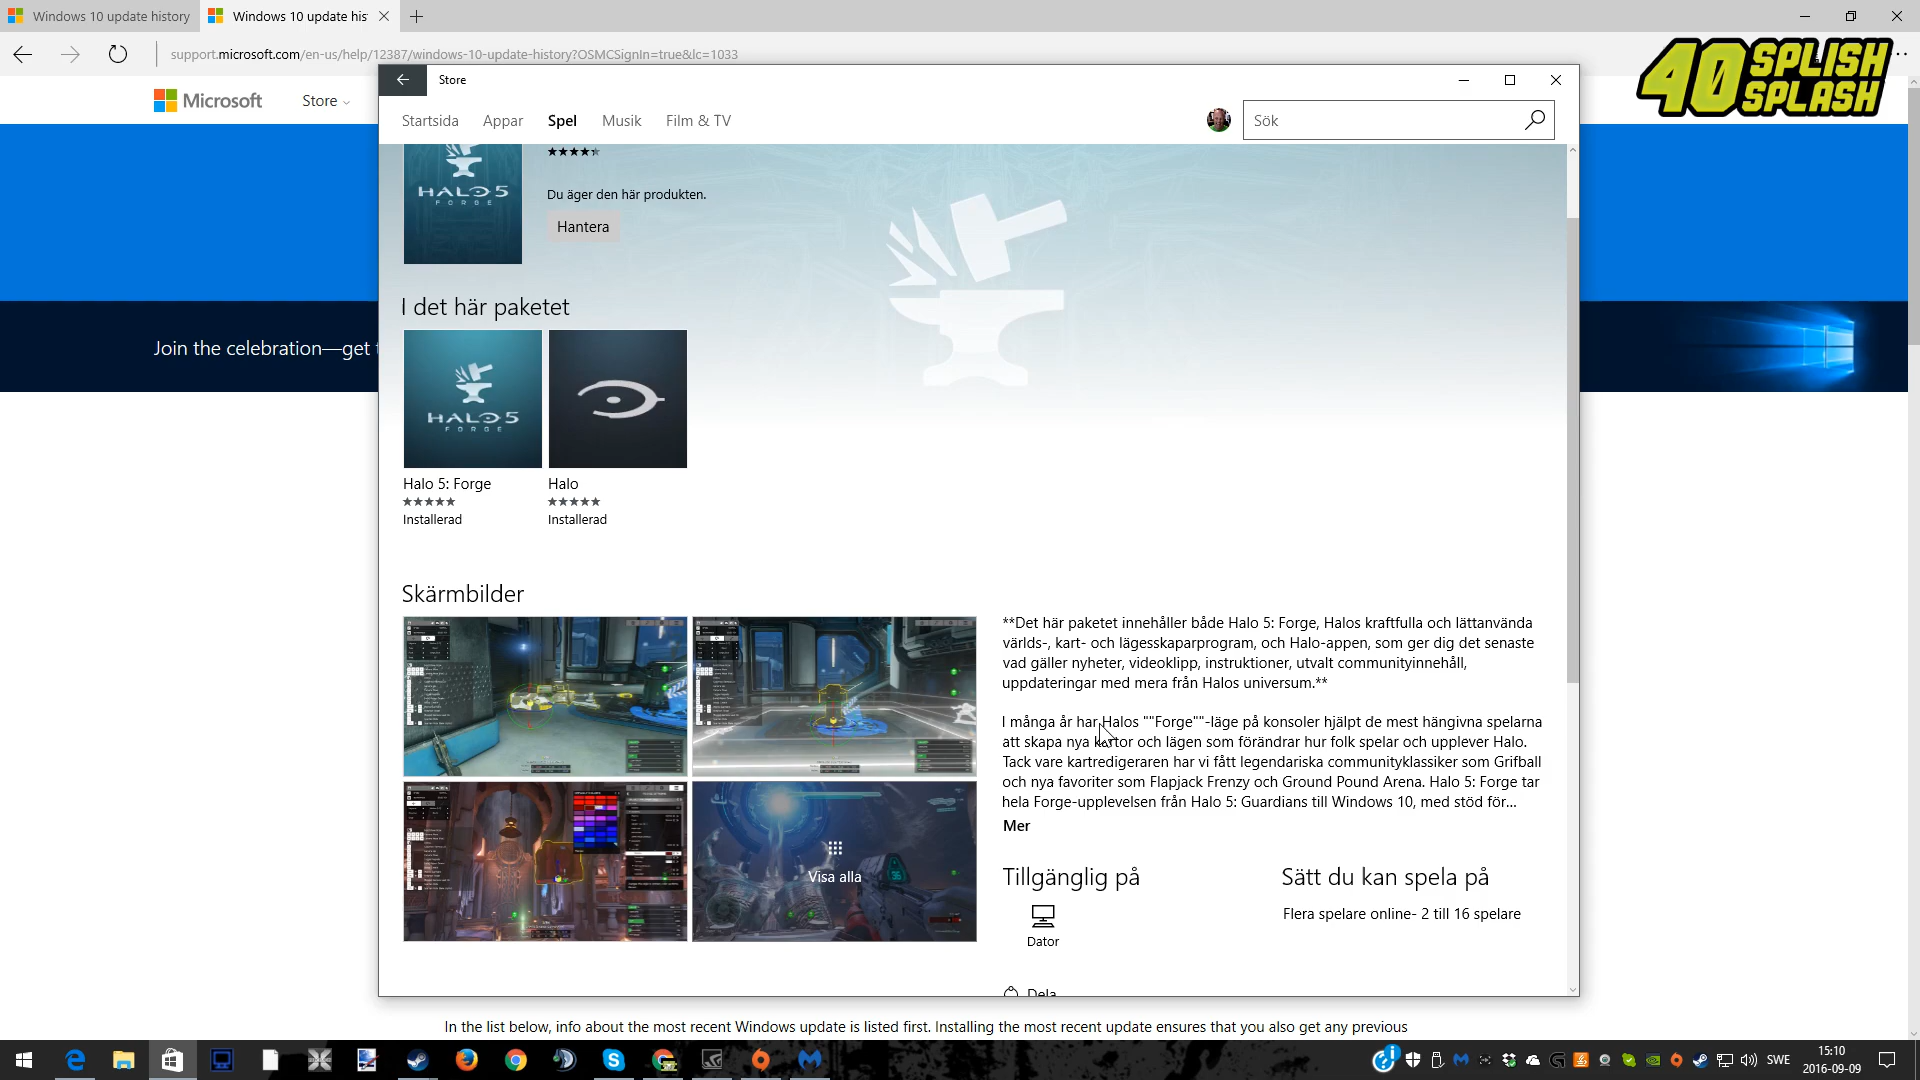 Windows 10 update history
Windows 10 update his
support.microsoft.com/en-us/help/12387/windows-10-update-history?OSMCSignIn=true&lc=1033
40 SPLISH
SPLASH
Microsoft
Store
Join the celebration—get t
Store
Startsida Appar Spel Musik Film & TV
Sök
HALO 5
FORGE
Du äger den här produkten.
Hantera
I det här paketet
HALO 5
FORGE
Halo 5: Forge
Installerad
Halo
Installerad
Skärmbilder
Visa alla
**Det här paketet innehåller både Halo 5: Forge, Halos kraftfulla och lättanvända
världs-, kart- och lägesskaparprogram, och Halo-appen, som ger dig det senaste
vad gäller nyheter, videoklipp, instruktioner, utvalt communityinnehåll,
uppdateringar med mera från Halos universum.**
I många år har Halos ""Forge""-läge på konsoler hjälpt de mest hängivna spelarna
att skapa nya kartor och lägen som förändrar hur folk spelar och upplever Halo.
Tack vare kartredigeraren har vi fått legendariska communityklassiker som Grifball
och nya favoriter som Flapjack Frenzy och Ground Pound Arena. Halo 5: Forge tar
hela Forge-upplevelsen från Halo 5: Guardians till Windows 10, med stöd för...
Mer
Tillgänglig på
Dator
Sätt du kan spela på
Flera spelare online- 2 till 16 spelare
Dela
In the list below, info about the most recent Windows update is listed first. Installing the most recent update ensures that you also get any previous
SWE
15:10
2016-09-09